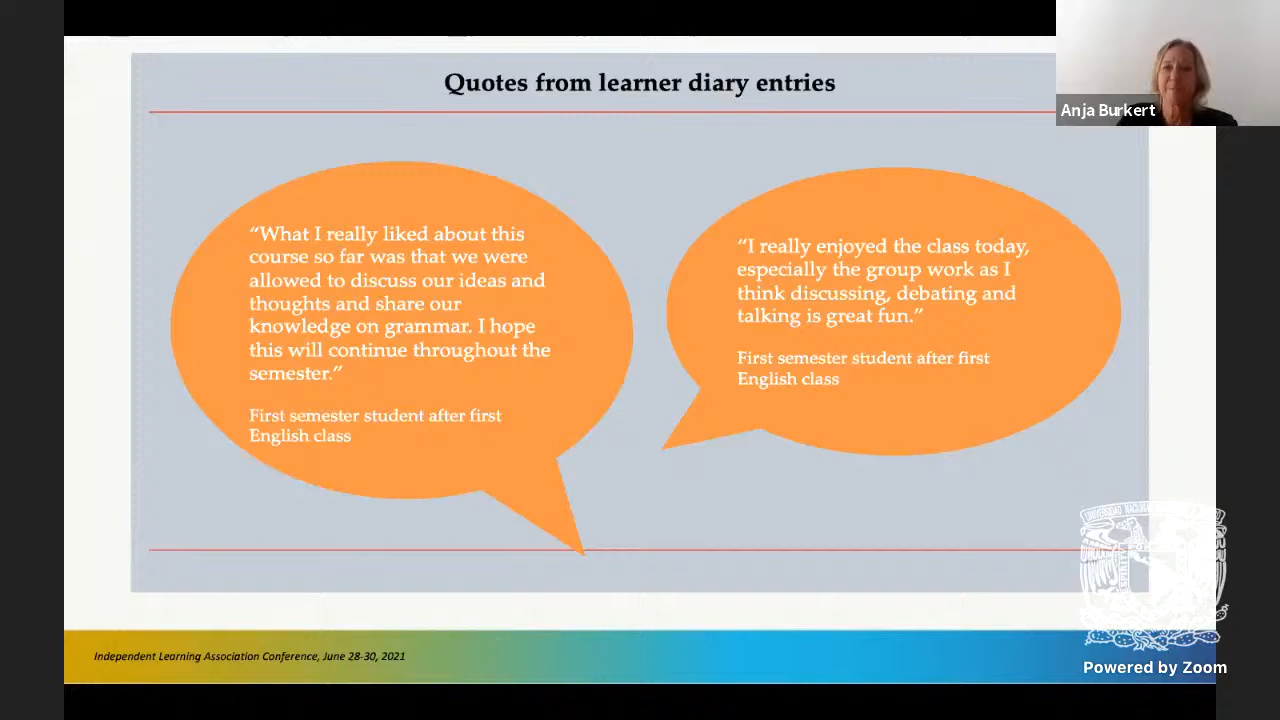 Quotes from learner diary entries
Anja Burkert
“What I really liked about this
course so far was that we were
allowed to discuss our ideas and
thoughts and share our
knowledge on grammar. I hope
this will continue throughout the
semester.”
First semester student after first
English class
“I really enjoyed the class today,
especially the group work as I
think discussing, debating and
talking is great fun.”
First semester student after first
English class
Independent Learning Association Conference, June 28-30, 2021
Powered by Zoom